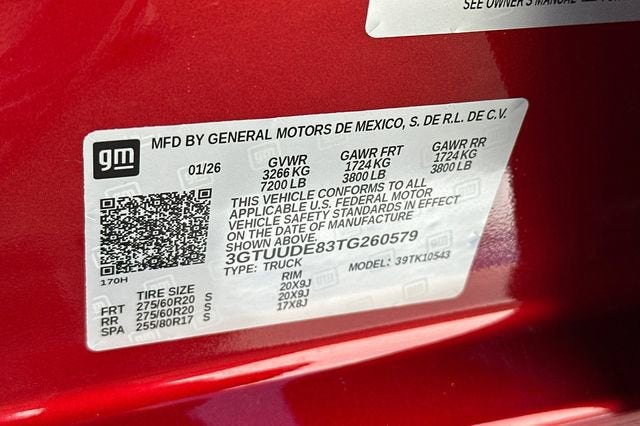 SEE OWNER'S MANUAL
gm
MFD BY GENERAL MOTORS DE MEXICO, S. DE R.L. DE C.V.
01/26
GVWR GAWR FRT GAWR RR
3266 KG 1724 KG 1724 KG
7200 LB 3800 LB 3800 LB
THIS VEHICLE CONFORMS TO ALL
APPLICABLE U.S. FEDERAL MOTOR
VEHICLE SAFETY STANDARDS IN EFFECT
ON THE DATE OF MANUFACTURE
SHOWN ABOVE.
3GTUUDE83TG260579
TYPE: TRUCK MODEL: 39TK10543
170H
TIRE SIZE RIM
FRT 275/60R20 S 20X9J
RR 275/60R20 S 20X9J
SPA 255/80R17 S 17X8J